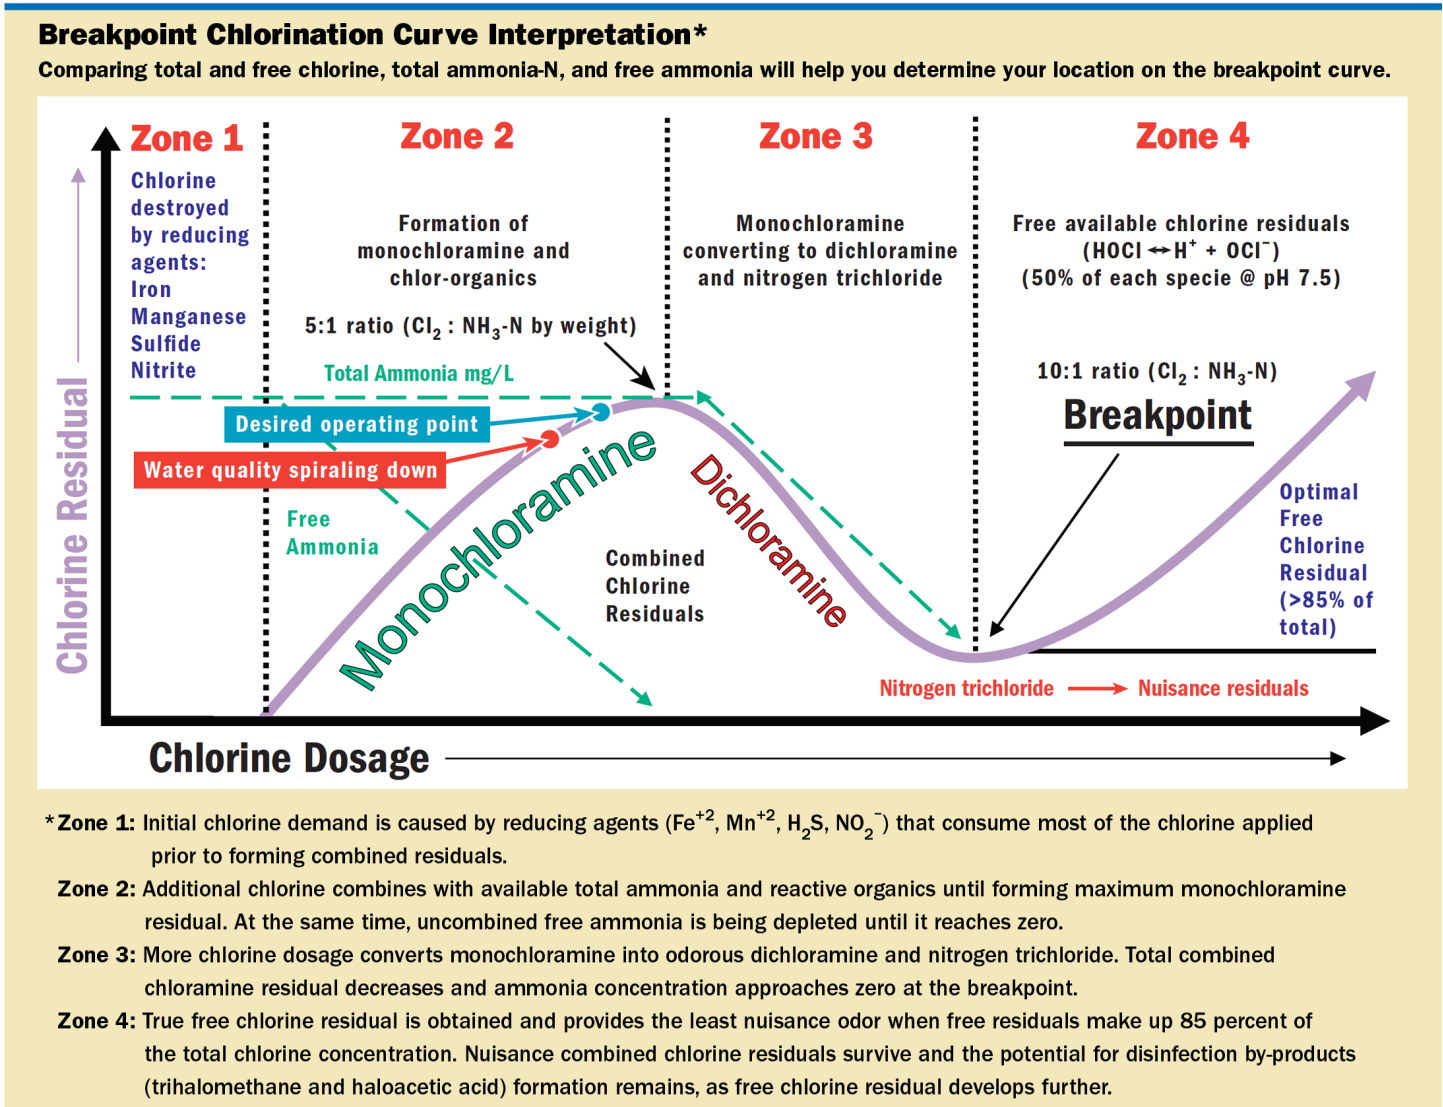 Breakpoint Chlorination Curve Interpretation*
Comparing total and free chlorine, total ammonia-N, and free ammonia will help you determine your location on the breakpoint curve.
Zone 1
Chlorine
destroyed
by reducing
agents:
Iron
Manganese
Sulfide
Nitrite
Zone 2
Formation of
monochloramine and
chlor-organics
5:1 ratio (Cl₂ : NH₃-N by weight)
Total Ammonia mg/L
Zone 3
Monochloramine
converting to dichloramine
and nitrogen trichloride
Zone 4
Free available chlorine residuals
(HOCl ↔ H⁺ + OCl⁻)
(50% of each specie @ pH 7.5)
10:1 ratio (Cl₂ : NH₃-N)
Breakpoint
Desired operating point
Water quality spiraling down
Free
Ammonia
Monochloramine
Combined
Chlorine
Residuals
Dichloramine
Optimal
Free
Chlorine
Residual
(>85% of
total)
Nitrogen trichloride → Nuisance residuals
Chlorine Residual
Chlorine Dosage
*Zone 1: Initial chlorine demand is caused by reducing agents (Fe⁺², Mn⁺², H₂S, NO₂⁻) that consume most of the chlorine applied
prior to forming combined residuals.
Zone 2: Additional chlorine combines with available total ammonia and reactive organics until forming maximum monochloramine
residual. At the same time, uncombined free ammonia is being depleted until it reaches zero.
Zone 3: More chlorine dosage converts monochloramine into odorous dichloramine and nitrogen trichloride. Total combined
chloramine residual decreases and ammonia concentration approaches zero at the breakpoint.
Zone 4: True free chlorine residual is obtained and provides the least nuisance odor when free residuals make up 85 percent of
the total chlorine concentration. Nuisance combined chlorine residuals survive and the potential for disinfection by-products
(trihalomethane and haloacetic acid) formation remains, as free chlorine residual develops further.